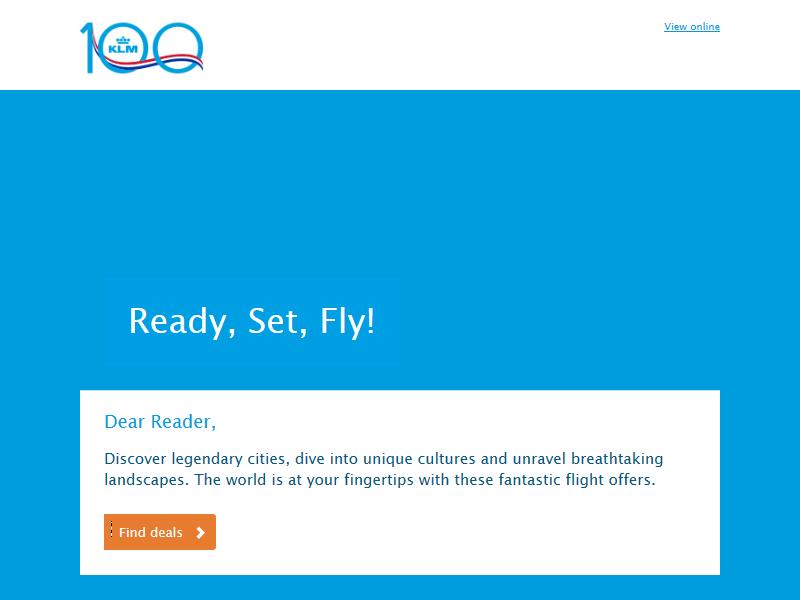 100
KLM
View online
Ready, Set, Fly!
Dear Reader,
Discover legendary cities, dive into unique cultures and unravel breathtaking
landscapes. The world is at your fingertips with these fantastic flight offers.
Find deals